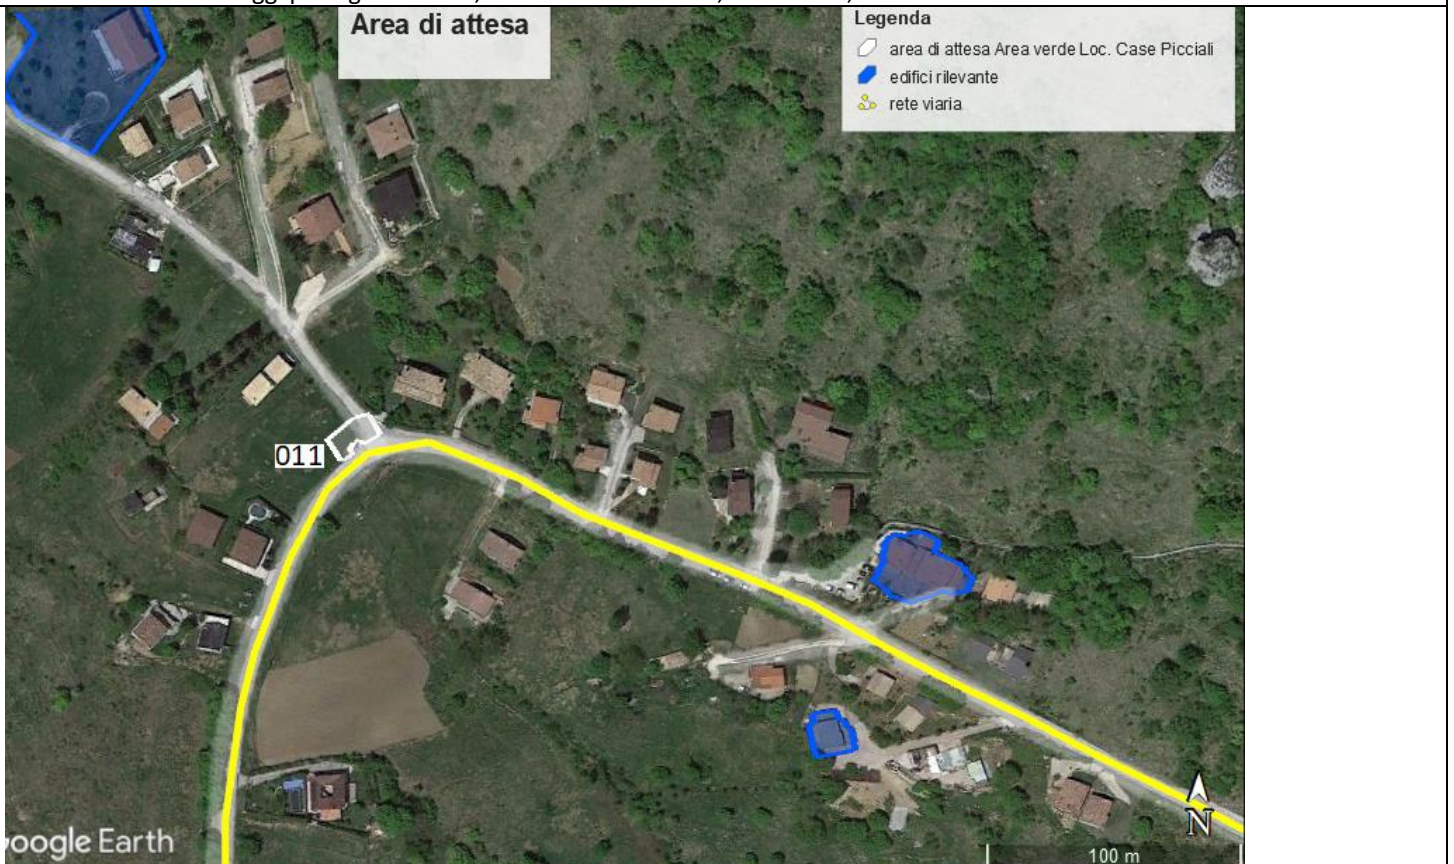 Area di attesa
Legenda
area di attesa Area verde Loc. Case Picciali
edifici rilevante
rete viaria
011
Google Earth
N
100 m